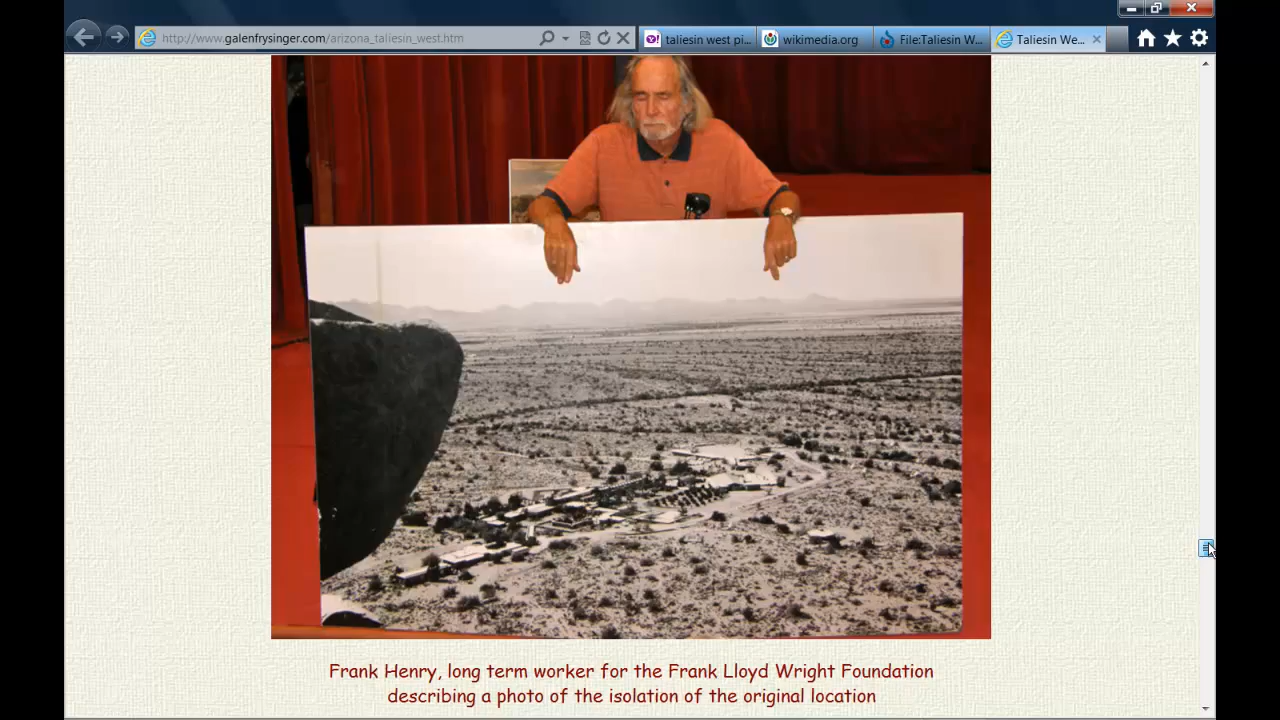 http://www.galenfrysinger.com/arizona_taliesin_west.htm
taliesin west pi...
wikimedia.org
File:Taliesin W...
Taliesin We...
Frank Henry, long term worker for the Frank Lloyd Wright Foundation
describing a photo of the isolation of the original location